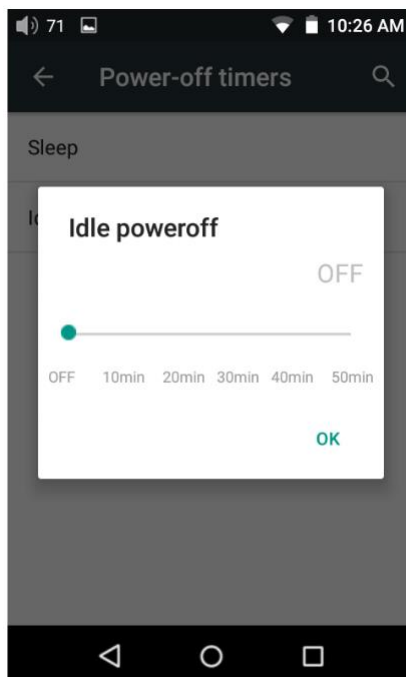 71 10:26 AM
Power-off timers
Sleep
Idle poweroff
OFF
OFF 10min 20min 30min 40min 50min
OK